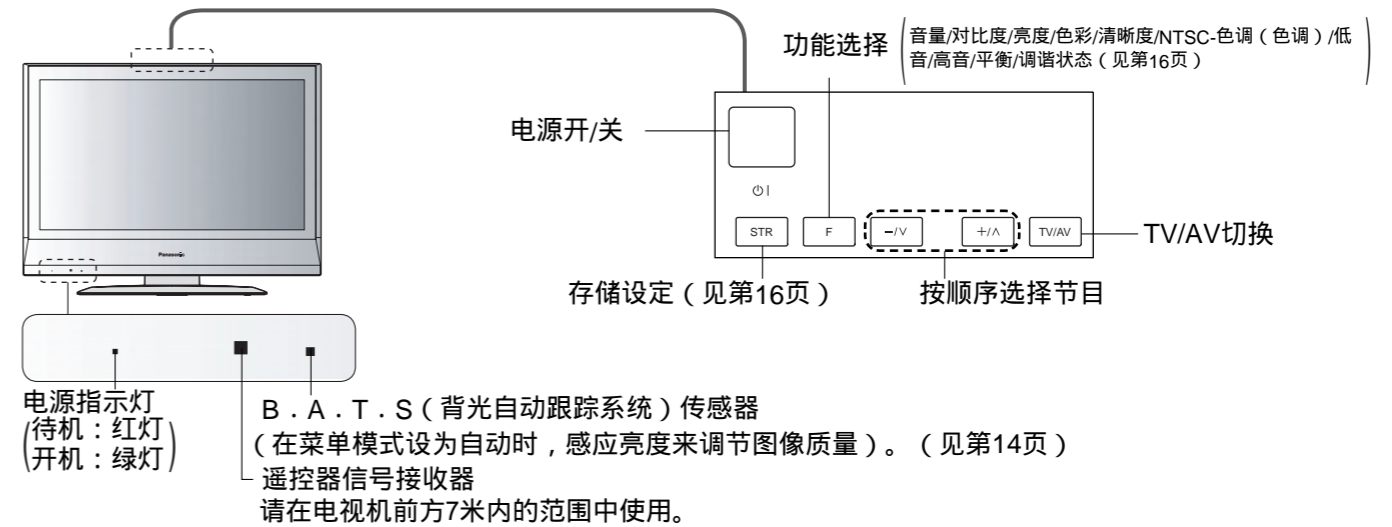 功能选择
音量/对比度/亮度/色彩/清晰度/NTSC-色调（色调）/低
音/高音/平衡/调谐状态（见第16页）
电源开/关
STR
F
−/∨
+/∧
TV/AV
TV/AV切换
存储设定（见第16页）
按顺序选择节目
Panasonic
电源指示灯
(待机：红灯
开机：绿灯)
B．A．T．S（背光自动跟踪系统）传感器
（在菜单模式设为自动时，感应亮度来调节图像质量）。（见第14页）
遥控器信号接收器
请在电视机前方7米内的范围中使用。